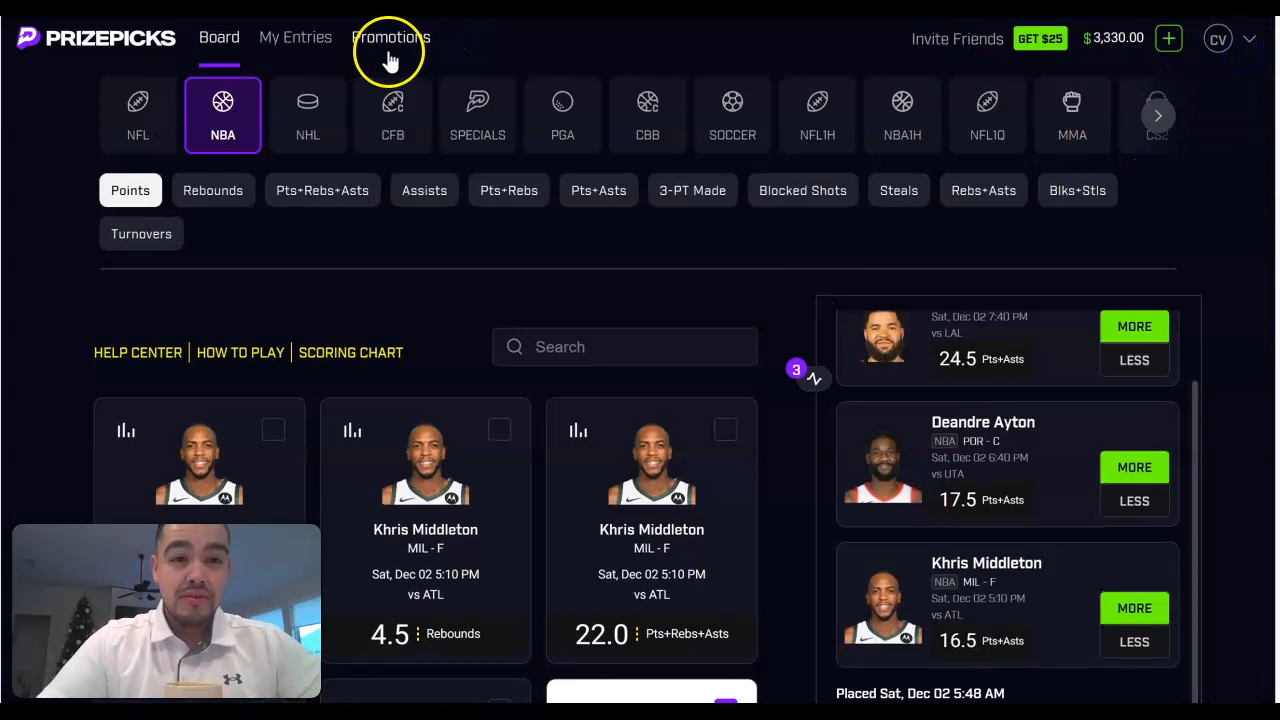 PRIZEPICKS
Board
My Entries
Promotions
Invite Friends
GET $25
$ 3,330.00
CV
NFL
NBA
NHL
CFB
SPECIALS
PGA
CBB
SOCCER
NFL1H
NBA1H
NFL1Q
MMA
CS2
Points
Rebounds
Pts+Rebs+Asts
Assists
Pts+Rebs
Pts+Asts
3-PT Made
Blocked Shots
Steals
Rebs+Asts
Blks+Stls
Turnovers
HELP CENTER
HOW TO PLAY
SCORING CHART
Search
Khris Middleton
MIL - F
Sat, Dec 02 5:10 PM
vs ATL
4.5 Rebounds
Khris Middleton
MIL - F
Sat, Dec 02 5:10 PM
vs ATL
22.0 Pts+Rebs+Asts
3
Sat, Dec 02 7:40 PM
vs LAL
24.5 Pts+Asts
MORE
LESS
Deandre Ayton
NBA POR - C
Sat, Dec 02 6:40 PM
vs UTA
17.5 Pts+Asts
MORE
LESS
Khris Middleton
NBA MIL - F
Sat, Dec 02 5:10 PM
vs ATL
16.5 Pts+Asts
MORE
LESS
Placed Sat, Dec 02 5:48 AM